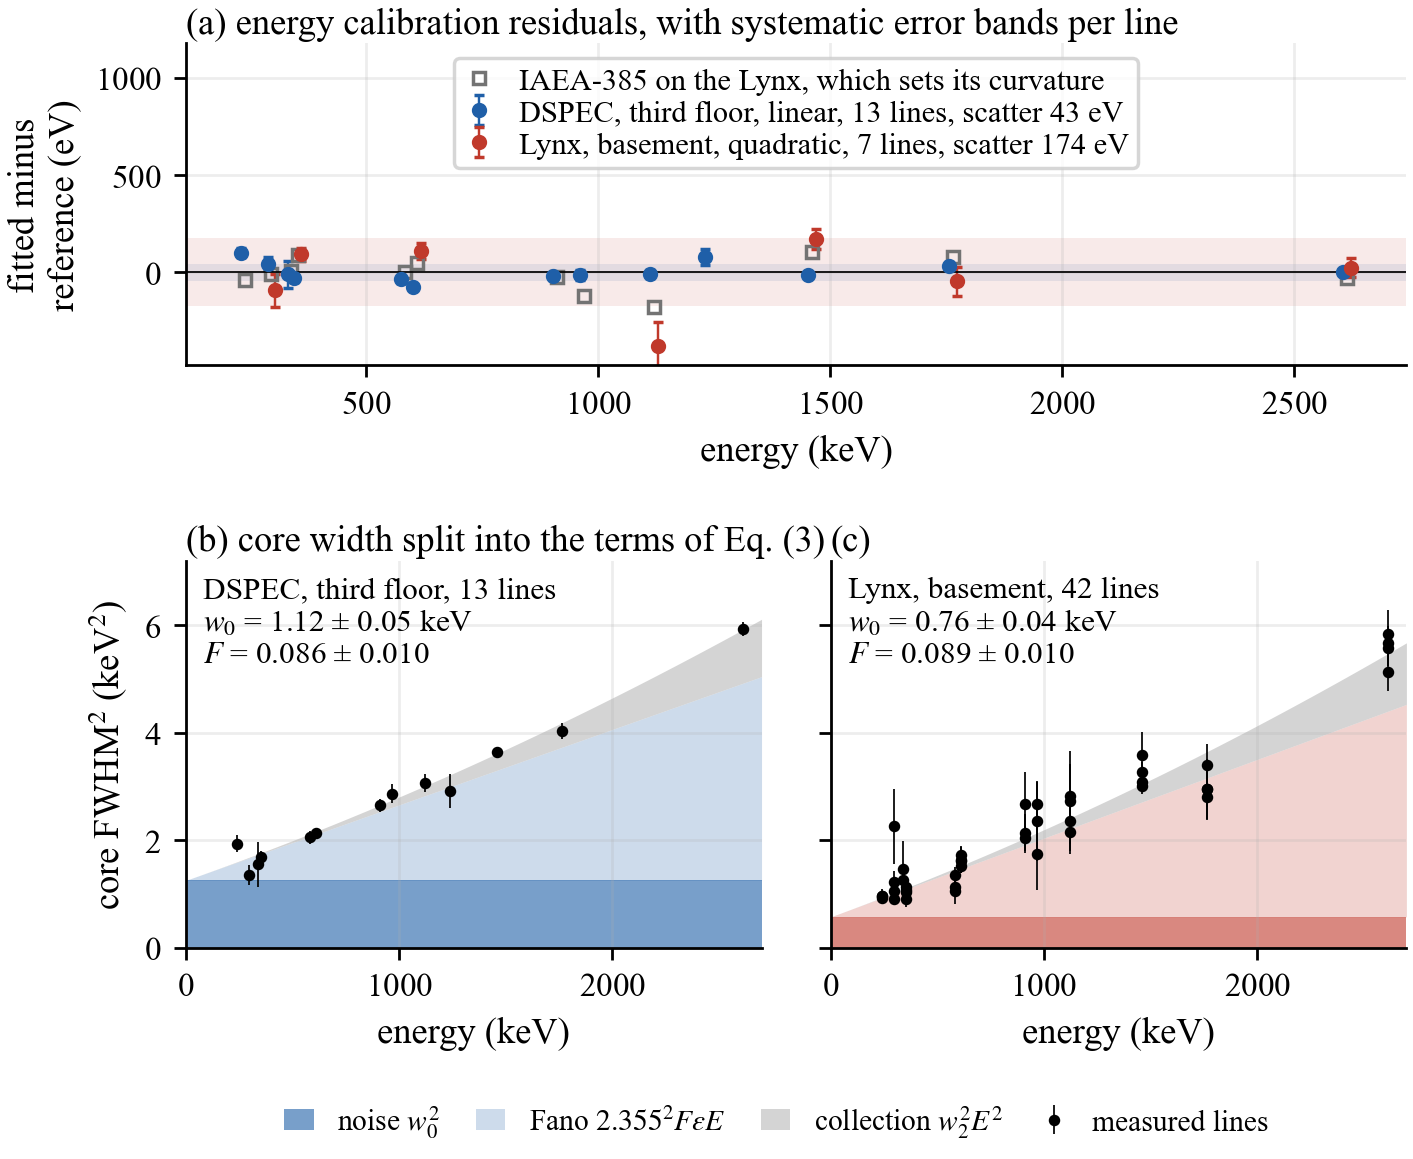 (a) energy calibration residuals, with systematic error bands per line
1000
500
0
fitted minus
reference (eV)
IAEA-385 on the Lynx, which sets its curvature
DSPEC, third floor, linear, 13 lines, scatter 43 eV
Lynx, basement, quadratic, 7 lines, scatter 174 eV
500 1000 1500 2000 2500
energy (keV)
(b) core width split into the terms of Eq. (3)
DSPEC, third floor, 13 lines
w₀ = 1.12 ± 0.05 keV
F = 0.086 ± 0.010
6
4
2
0
core FWHM² (keV²)
0 1000 2000
energy (keV)
(c)
Lynx, basement, 42 lines
w₀ = 0.76 ± 0.04 keV
F = 0.089 ± 0.010
0 1000 2000
energy (keV)
noise w₀² Fano 2.355²FεE collection w₂²E² measured lines